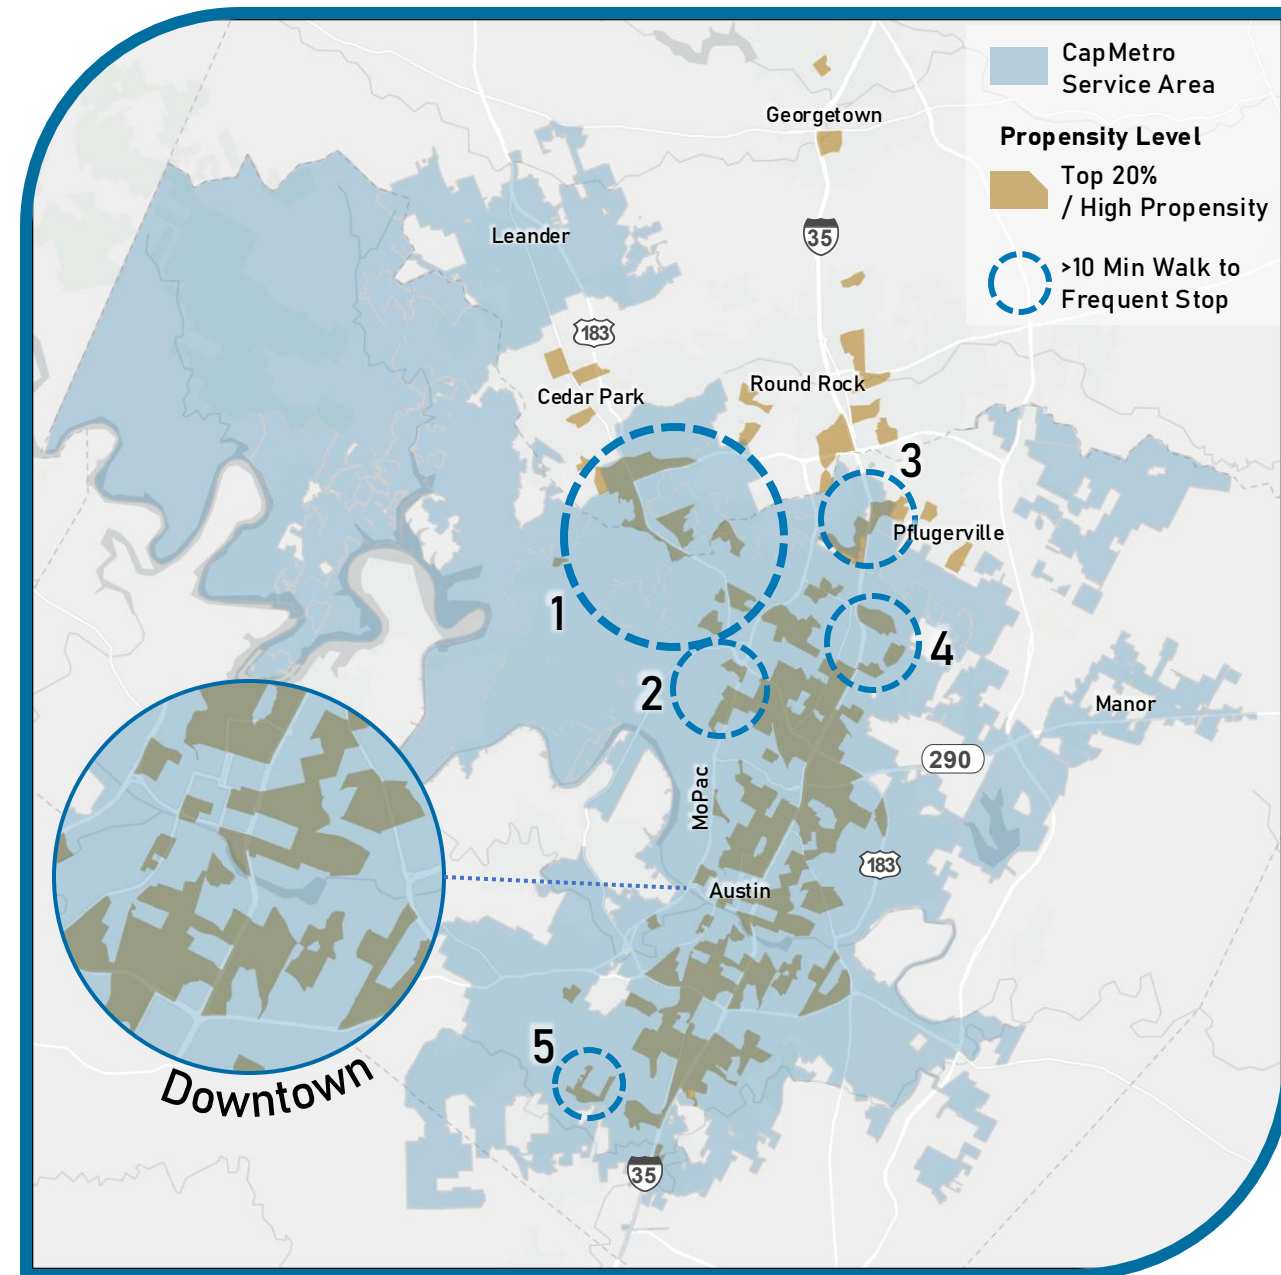 CapMetro
Service Area
Propensity Level
Top 20%
/ High Propensity
>10 Min Walk to
Frequent Stop
Georgetown
35
Leander
183
Cedar Park
Round Rock
3
Pflugerville
1
4
2
Manor
290
MoPac
183
Austin
5
Downtown
35